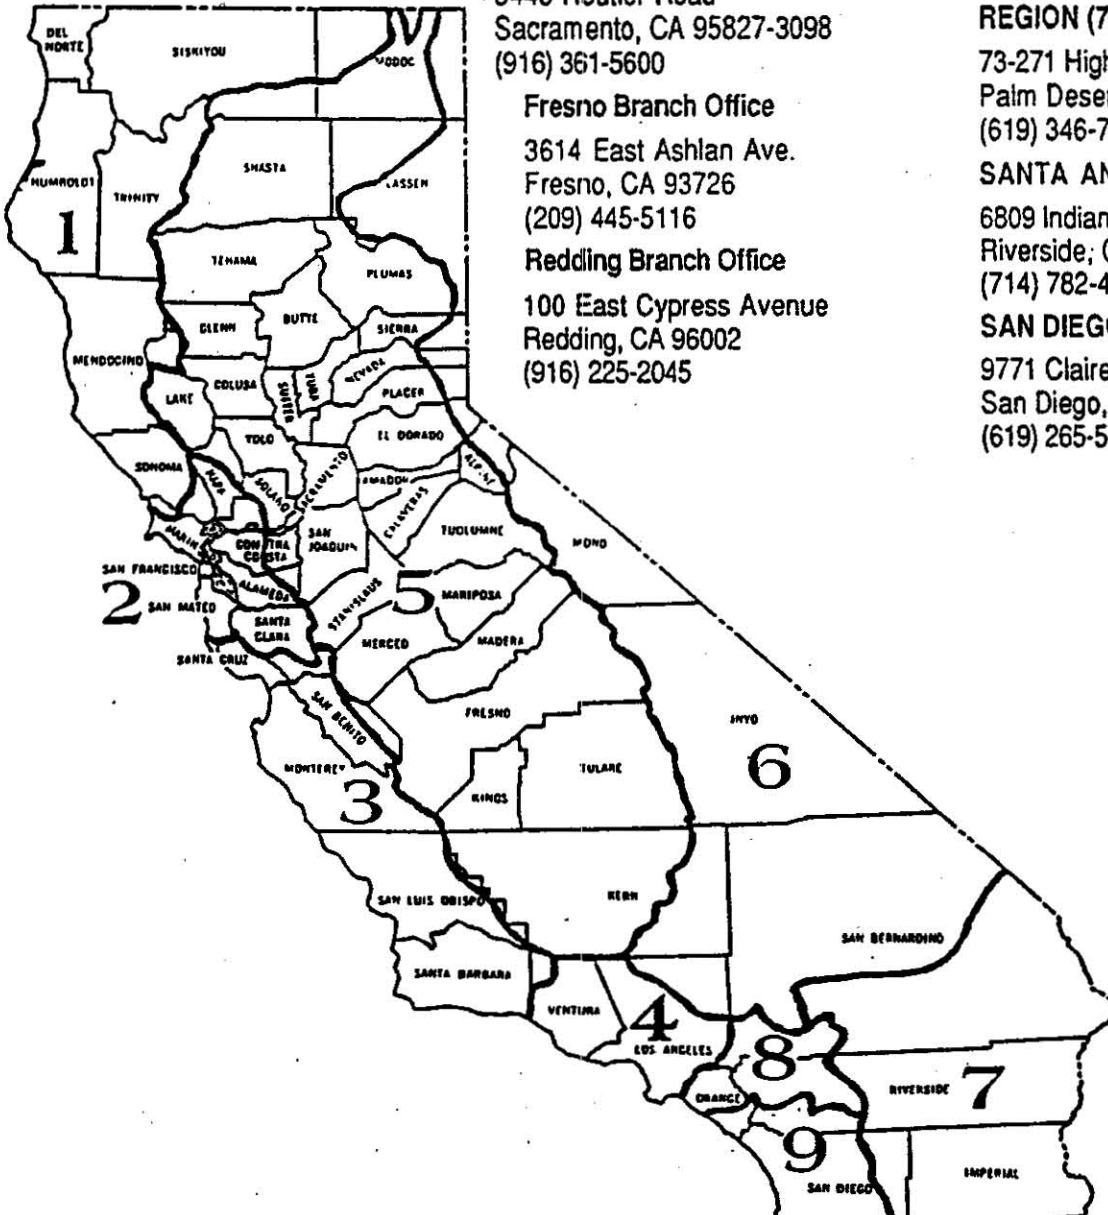 Sacramento, CA 95827-3098
(916) 361-5600
Fresno Branch Office
3614 East Ashlan Ave.
Fresno, CA 93726
(209) 445-5116
Redding Branch Office
100 East Cypress Avenue
Redding, CA 96002
(916) 225-2045
REGION (7
73-271 High
Palm Deser
(619) 346-7
SANTA AN
6809 Indian
Riverside, C
(714) 782-4
SAN DIEGO
9771 Claire
San Diego,
(619) 265-5
DEL NORTE
SISKIYOU
MODOC
HUMBOLDT
1
TRINITY
SHASTA
LASSEN
TEHAMA
PLUMAS
MENDOCINO
GLENN
BUTTE
SIERRA
LAKE
COLUSA
SUTTER
YUBA
NEVADA
PLACER
SONOMA
NAPA
YOLO
SOLANO
SACRAMENTO
EL DORADO
AMADOR
ALPINE
CALAVERAS
MARIN
CONTRA COSTA
SAN JOAQUIN
TUOLUMNE
MONO
SAN FRANCISCO
2
SAN MATEO
ALAMEDA
SANTA CLARA
STANISLAUS
5
MARIPOSA
SANTA CRUZ
MERCED
MADERA
SAN BENITO
FRESNO
INYO
MONTEREY
3
KINGS
TULARE
6
SAN LUIS OBISPO
KERN
SAN BERNARDINO
SANTA BARBARA
VENTURA
4
LOS ANGELES
8
ORANGE
RIVERSIDE
7
9
SAN DIEGO
IMPERIAL